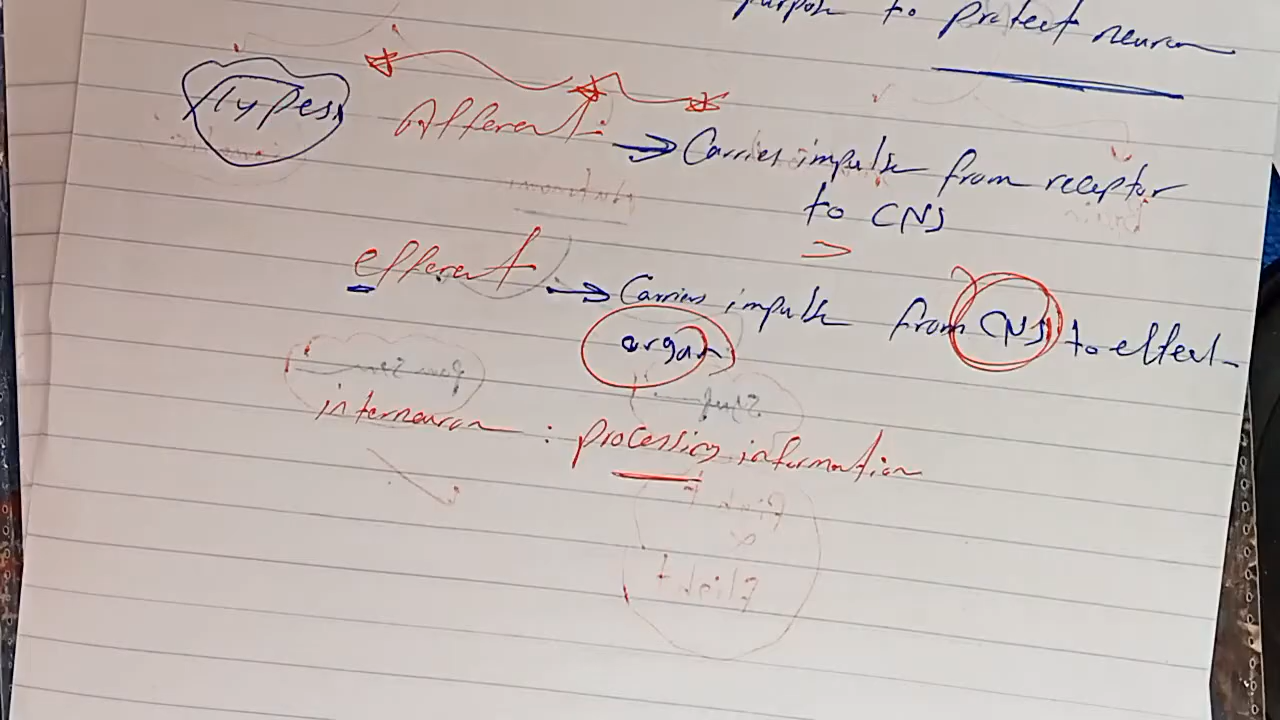 purpose to protect neuron
Types
Afferent → Carries impulse from receptor
to CNS
efferent → Carries impulse from CNS to effect-
organ
interneuron : processing information